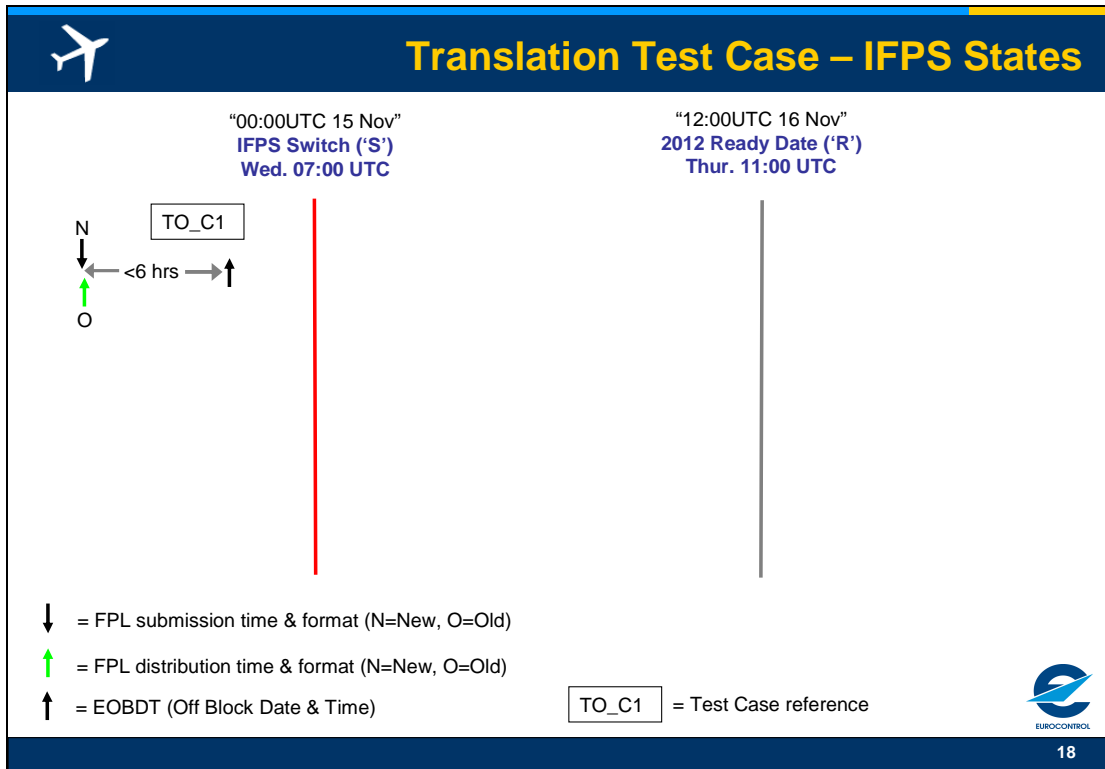 Translation Test Case – IFPS States
“00:00UTC 15 Nov”
IFPS Switch (‘S’)
Wed. 07:00 UTC
“12:00UTC 16 Nov”
2012 Ready Date (‘R’)
Thur. 11:00 UTC
N
TO_C1
<6 hrs
O
= FPL submission time & format (N=New, O=Old)
= FPL distribution time & format (N=New, O=Old)
= EOBDT (Off Block Date & Time)
TO_C1 = Test Case reference
EUROCONTROL
18